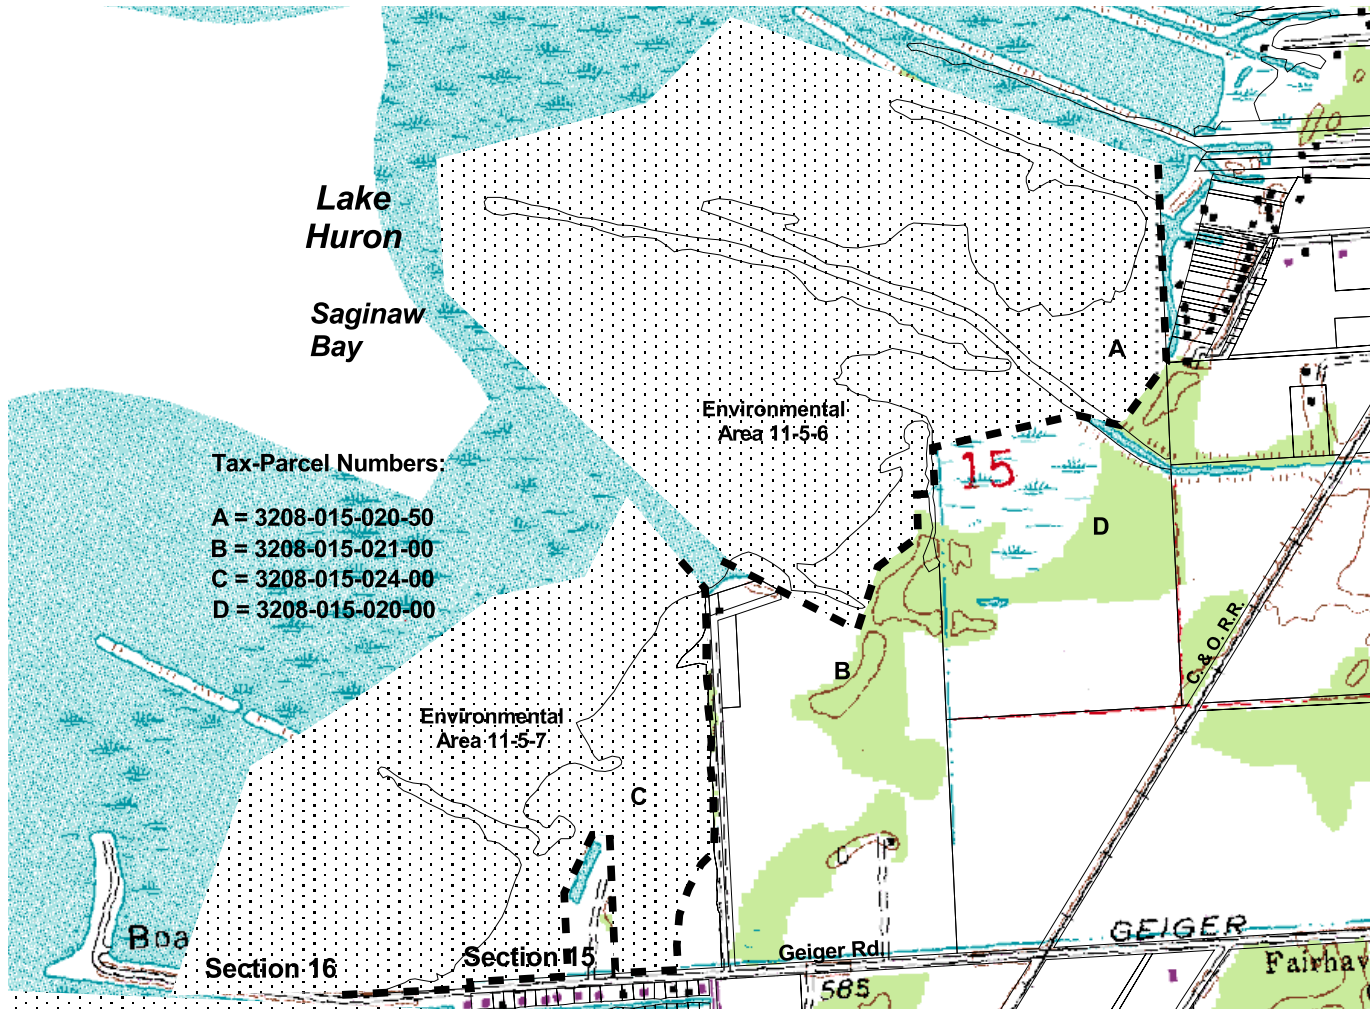 Lake
Huron
Saginaw
Bay
A
Environmental
Area 11-5-6
Tax-Parcel Numbers:
A = 3208-015-020-50
B = 3208-015-021-00
C = 3208-015-024-00
D = 3208-015-020-00
15
D
C. & O. R.R.
B
Environmental
Area 11-5-7
C
Boa
Section 16
Section 15
Geiger Rd
GEIGER
Fairhav
585